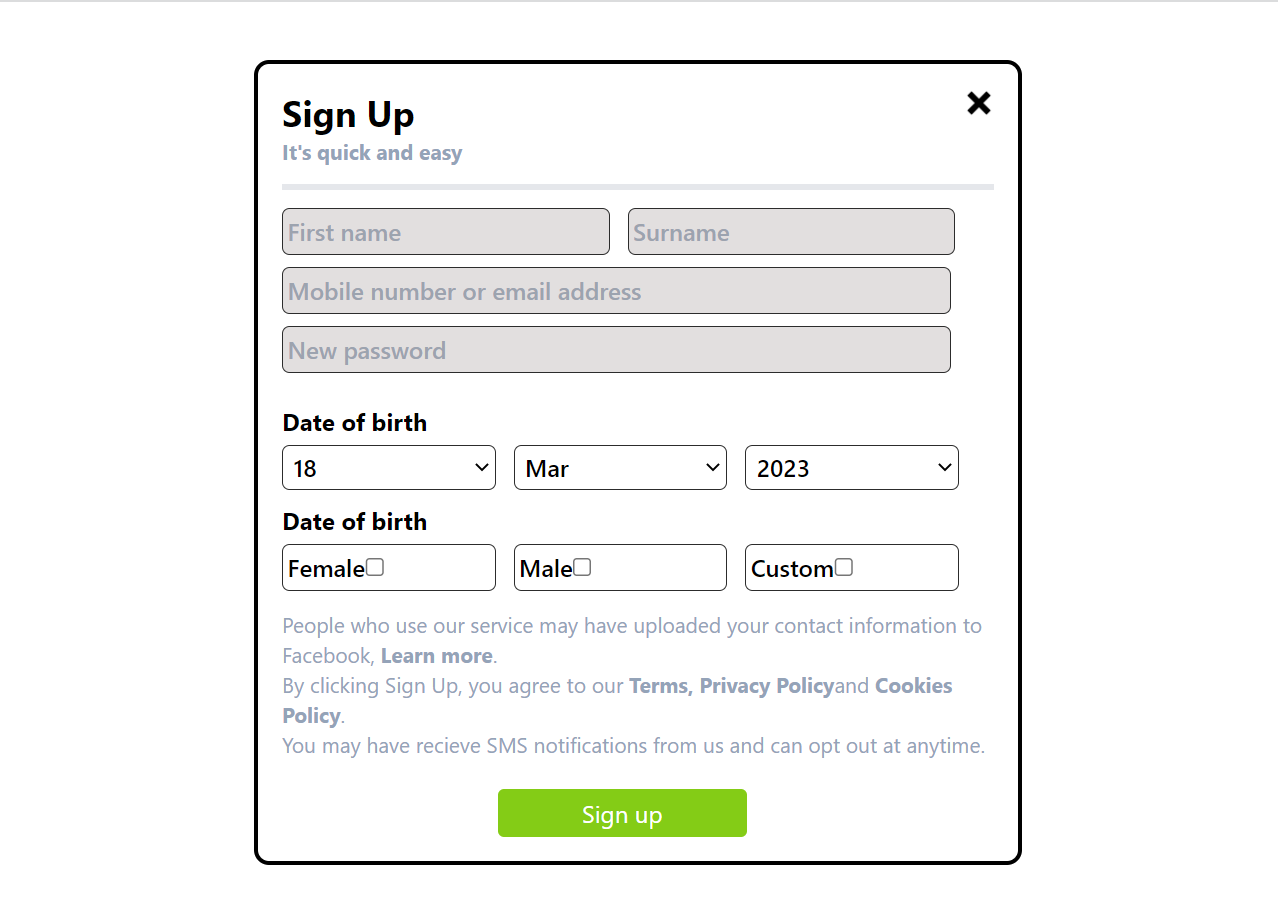 Sign Up
It's quick and easy
First name Surname
Mobile number or email address
New password
Date of birth
18 Mar 2023
Date of birth
Female Male Custom
People who use our service may have uploaded your contact information to
Facebook, Learn more.
By clicking Sign Up, you agree to our Terms, Privacy Policyand Cookies
Policy.
You may have recieve SMS notifications from us and can opt out at anytime.
Sign up